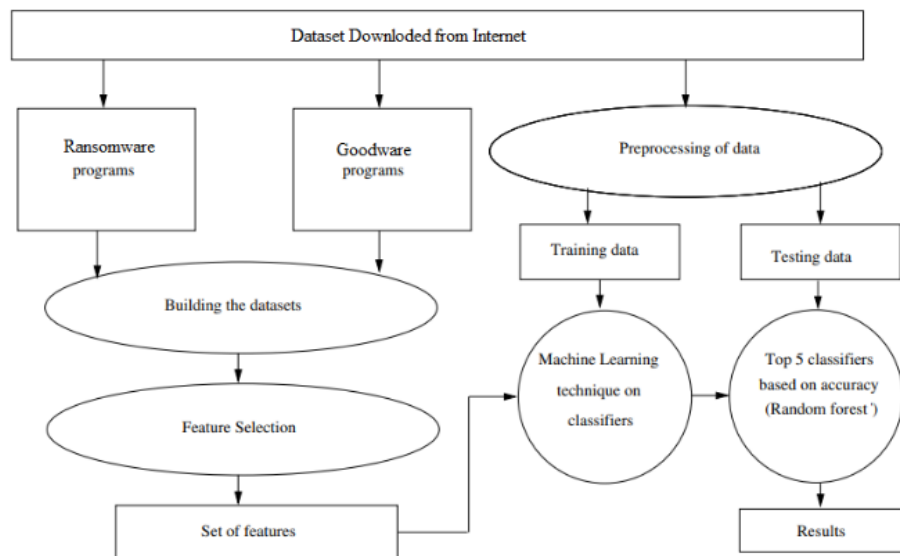 Dataset Downloded from Internet
Ransomware
programs
Goodware
programs
Preprocessing of data
Training data
Testing data
Building the datasets
Machine Learning
technique on
classifiers
Top 5 classifiers
based on accuracy
(Random forest')
Feature Selection
Set of features
Results